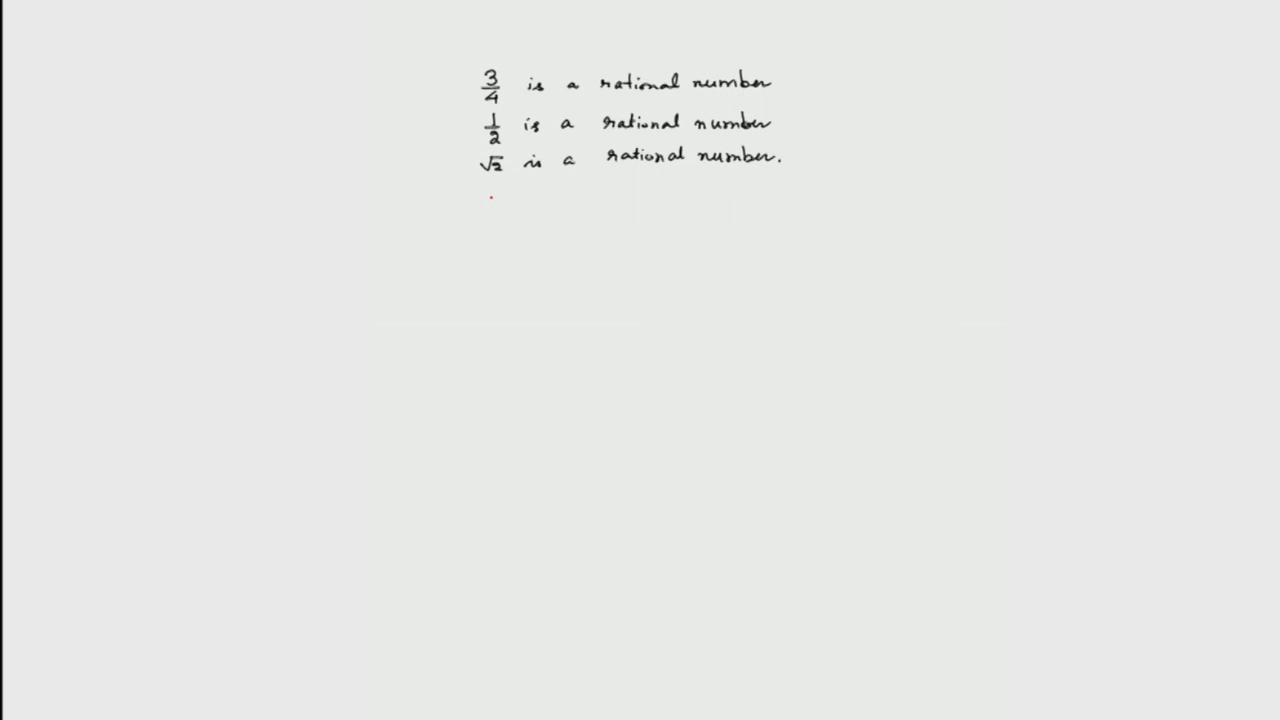 3/4 is a rational number
1/2 is a rational number
√2 is a rational number.